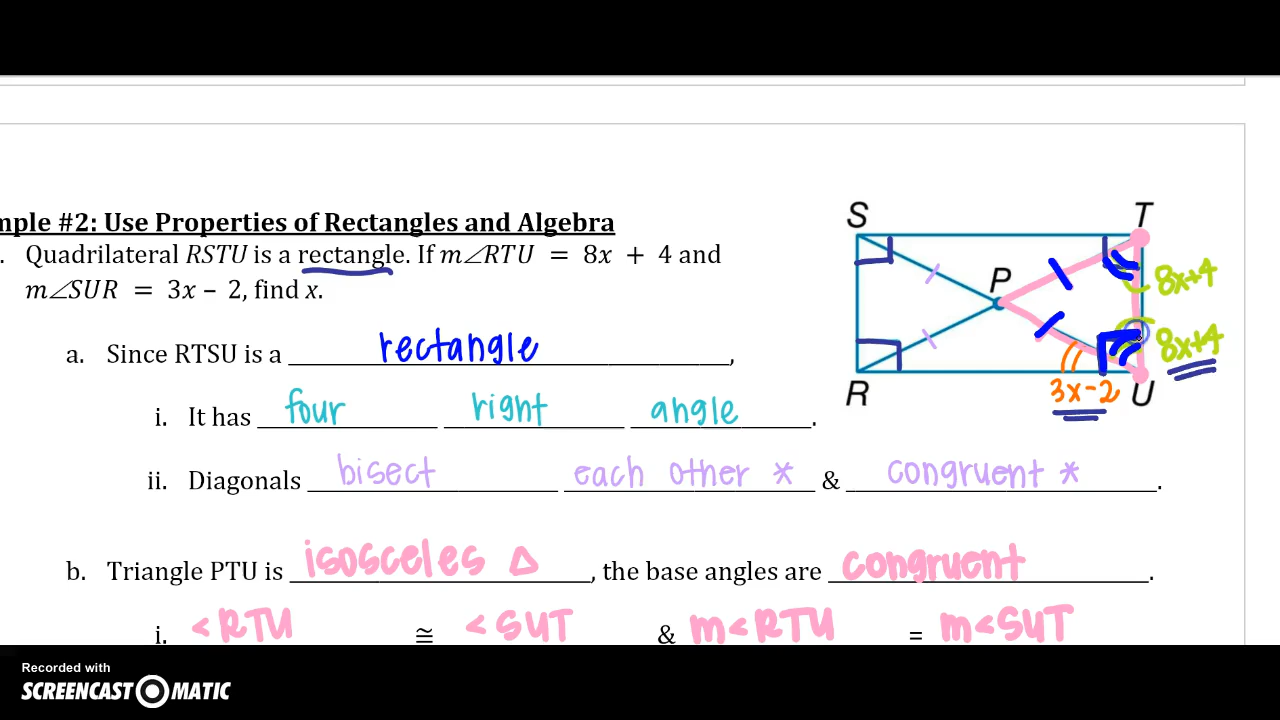 mple #2: Use Properties of Rectangles and Algebra
. Quadrilateral RSTU is a rectangle. If m∠RTU = 8x + 4 and
m∠SUR = 3x – 2, find x.
S
T
P
8x+4
8x+4
3x-2
R
U
a. Since RTSU is a rectangle,
i. It has four right angle.
ii. Diagonals bisect each other * & congruent *.
b. Triangle PTU is isosceles Δ, the base angles are congruent.
i. <RTU ≅ <SUT & m<RTU = m<SUT
Recorded with
SCREENCAST O MATIC